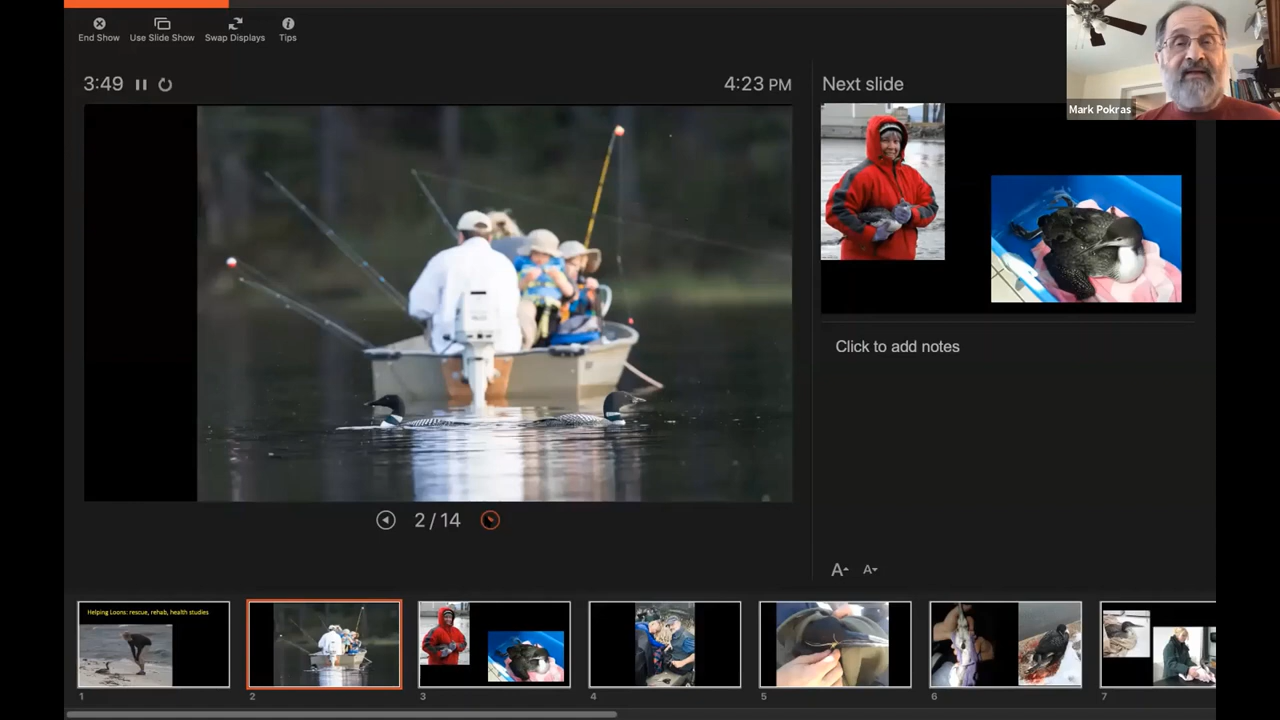 End Show
Use Slide Show
Swap Displays
Tips
Mark Pokras
3:49
4:23 PM
Next slide
Click to add notes
2 / 14
A
A
Helping Loons: rescue, rehab, health studies
1
2
3
4
5
6
7